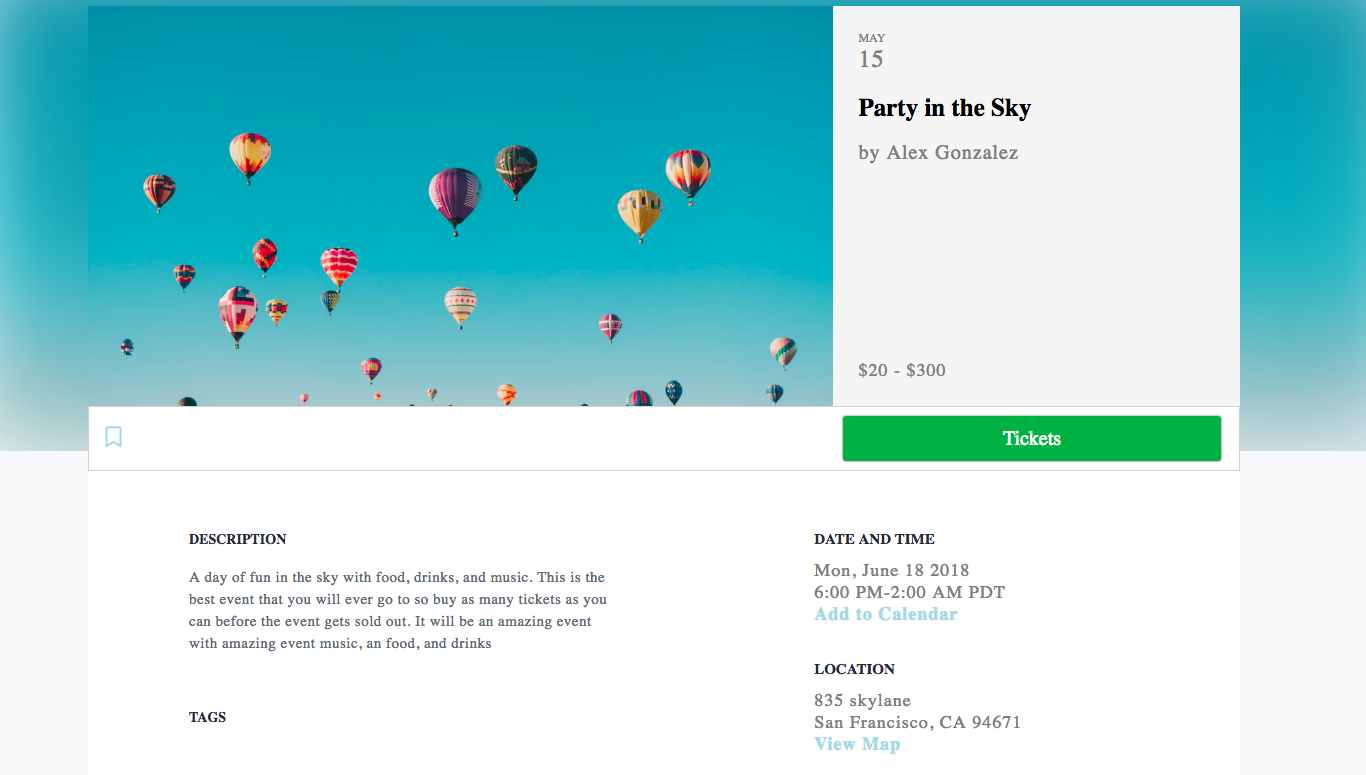 MAY
15
Party in the Sky
by Alex Gonzalez
$20 - $300
Tickets
DESCRIPTION
A day of fun in the sky with food, drinks, and music. This is the
best event that you will ever go to so buy as many tickets as you
can before the event gets sold out. It will be an amazing event
with amazing event music, an food, and drinks
TAGS
DATE AND TIME
Mon, June 18 2018
6:00 PM-2:00 AM PDT
Add to Calendar
LOCATION
835 skylane
San Francisco, CA 94671
View Map